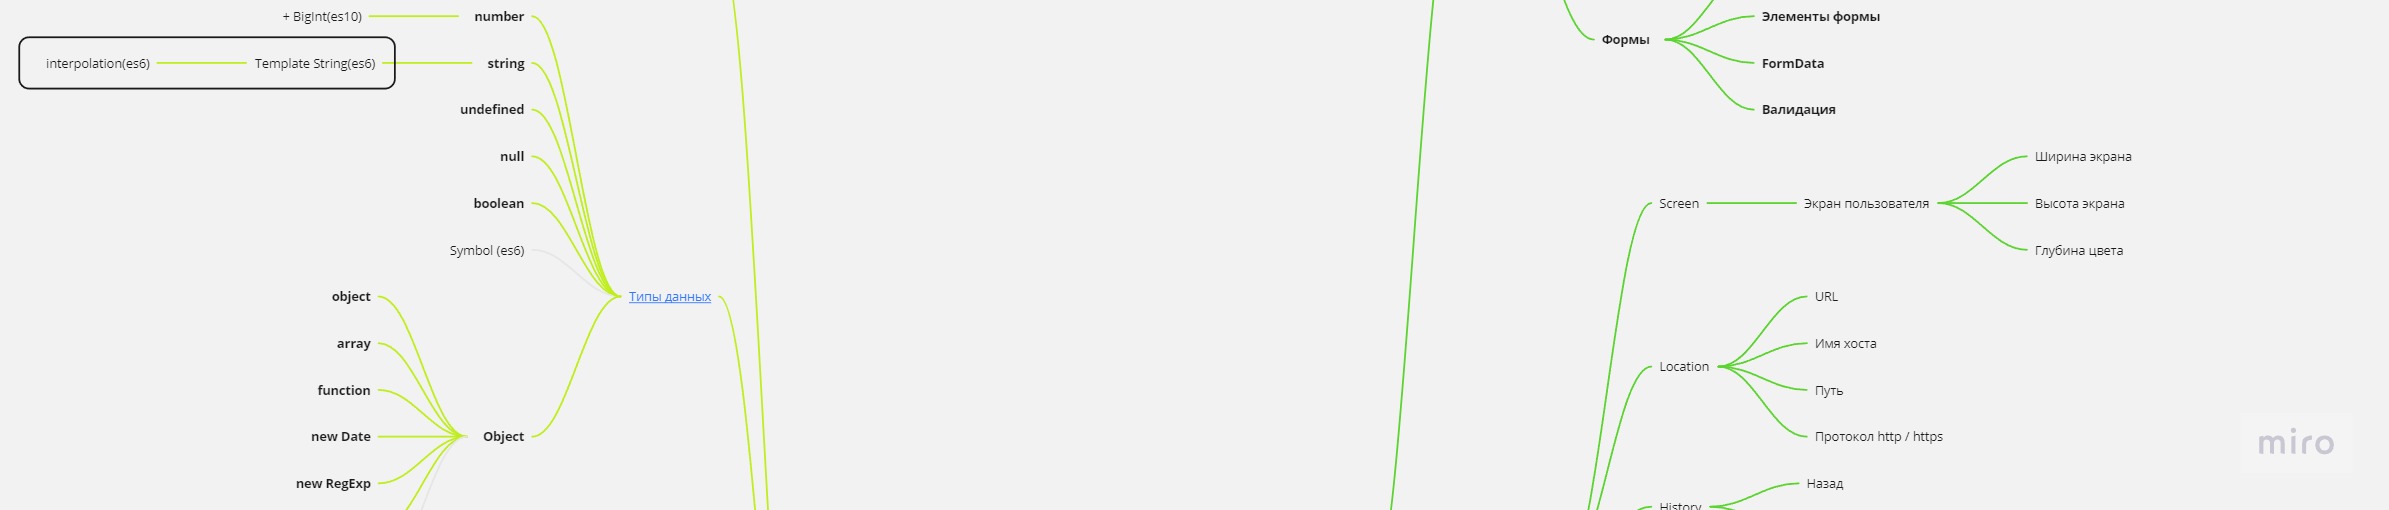 + BigInt(es10)
number
interpolation(es6)
Template String(es6)
string
undefined
null
boolean
Symbol (es6)
Типы данных
object
array
function
new Date
Object
new RegExp
Элементы формы
Формы
FormData
Валидация
Ширина экрана
Screen
Экран пользователя
Высота экрана
Глубина цвета
URL
Имя хоста
Location
Путь
Протокол http / https
Назад
History
miro